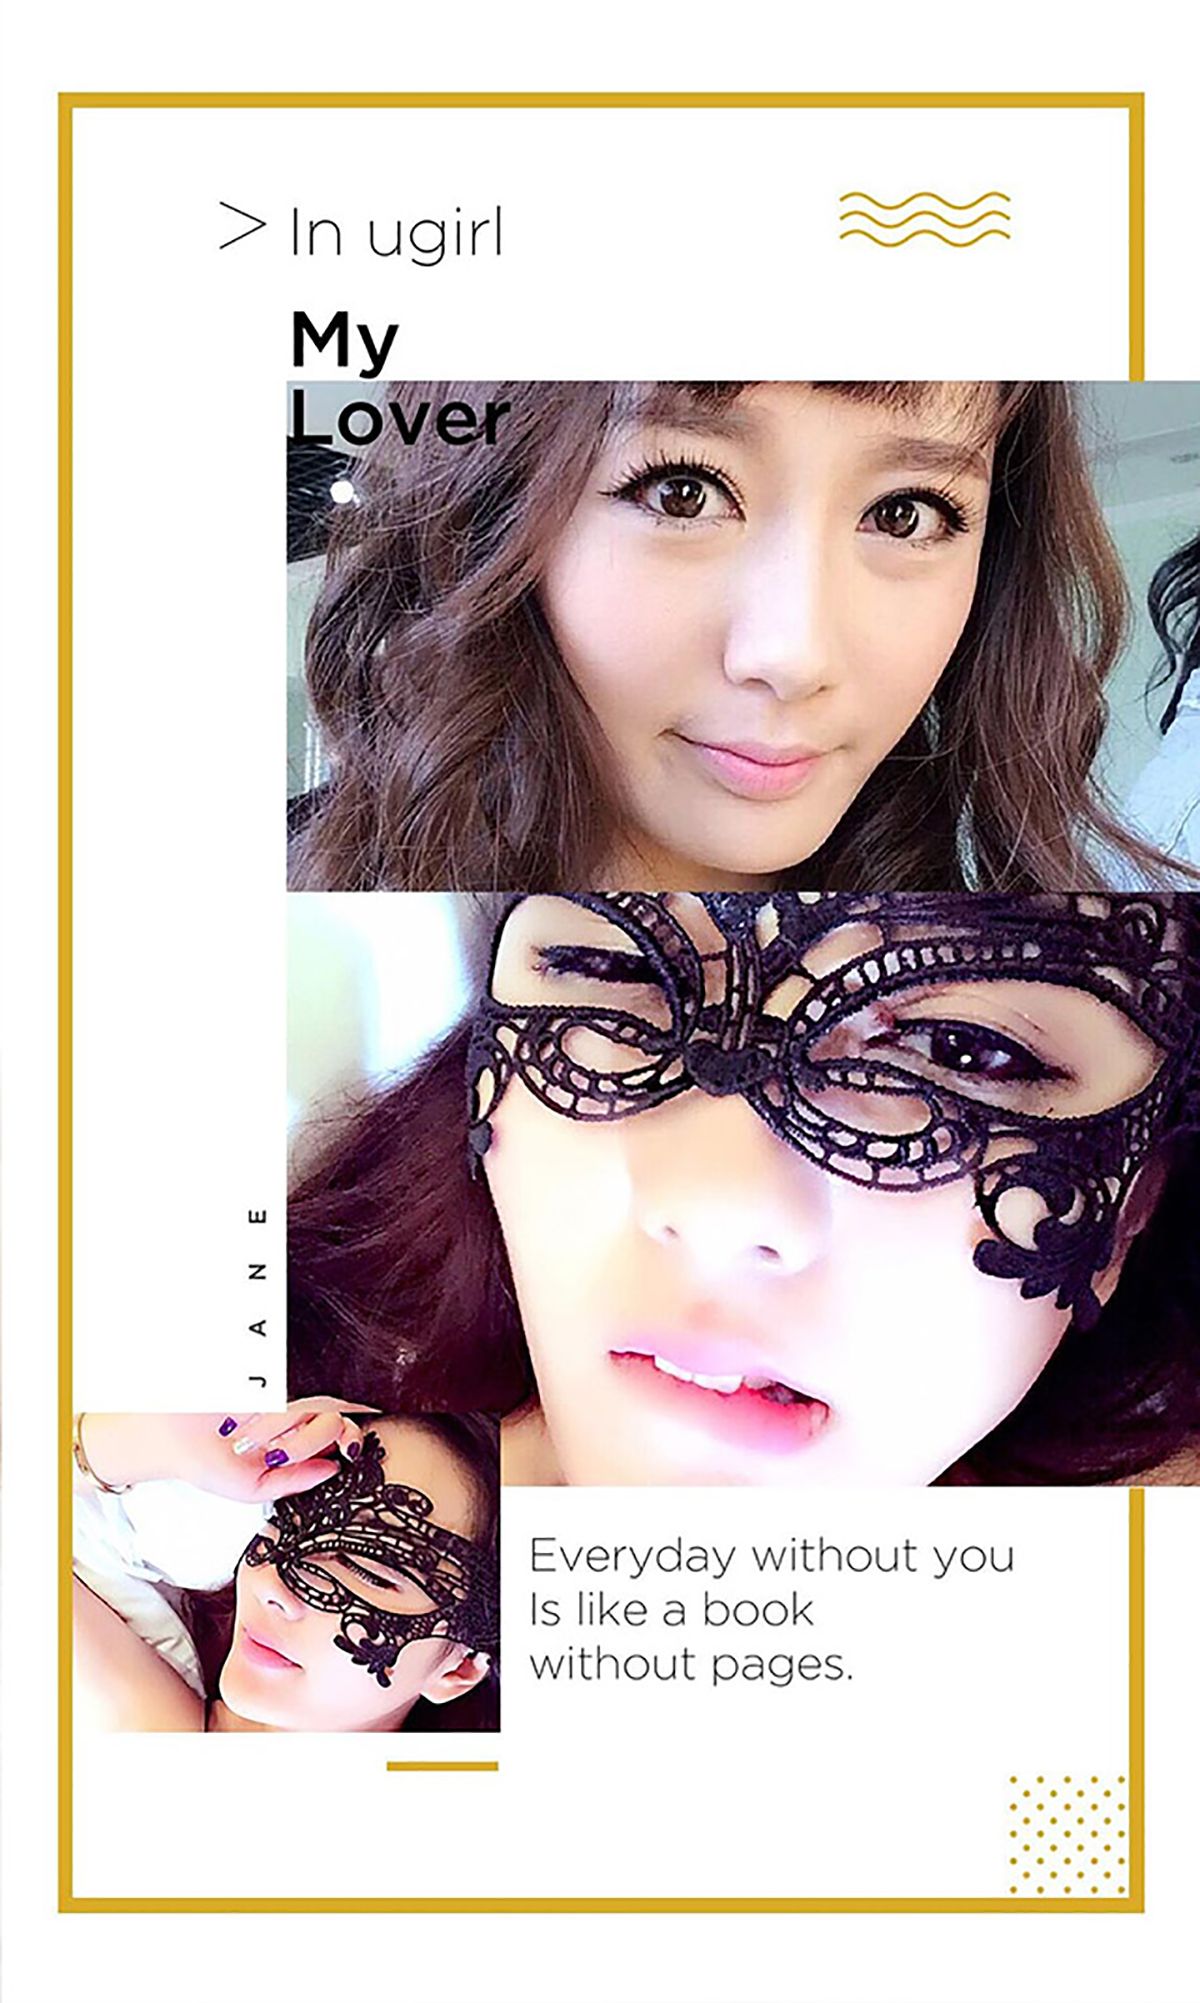 > In ugirl
My
Lover
JANE
Everyday without you
Is like a book
without pages.